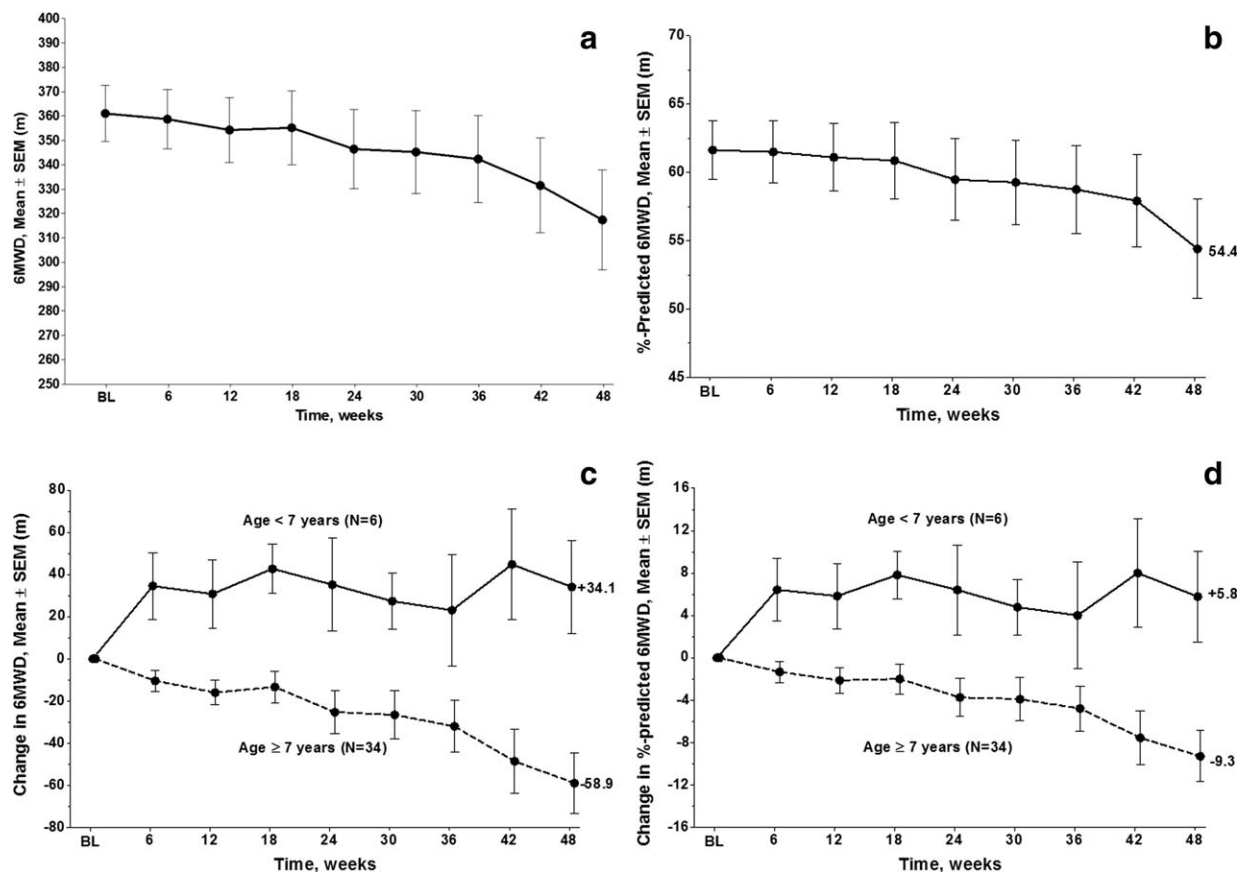 a
6MWD, Mean ± SEM (m)
400
390
380
370
360
350
340
330
320
310
300
290
280
270
260
250
BL 6 12 18 24 30 36 42 48
Time, weeks
b
%-Predicted 6MWD, Mean ± SEM (m)
70
65
60
55
50
45
54.4
BL 6 12 18 24 30 36 42 48
Time, weeks
c
Change in 6MWD, Mean ± SEM (m)
80
60
40
20
0
-20
-40
-60
-80
Age < 7 years (N=6)
+34.1
Age ≥ 7 years (N=34)
-58.9
BL 6 12 18 24 30 36 42 48
Time, weeks
d
Change in %-predicted 6MWD, Mean ± SEM (m)
16
12
8
4
0
-4
-8
-12
-16
Age < 7 years (N=6)
+5.8
Age ≥ 7 years (N=34)
-9.3
BL 6 12 18 24 30 36 42 48
Time, weeks